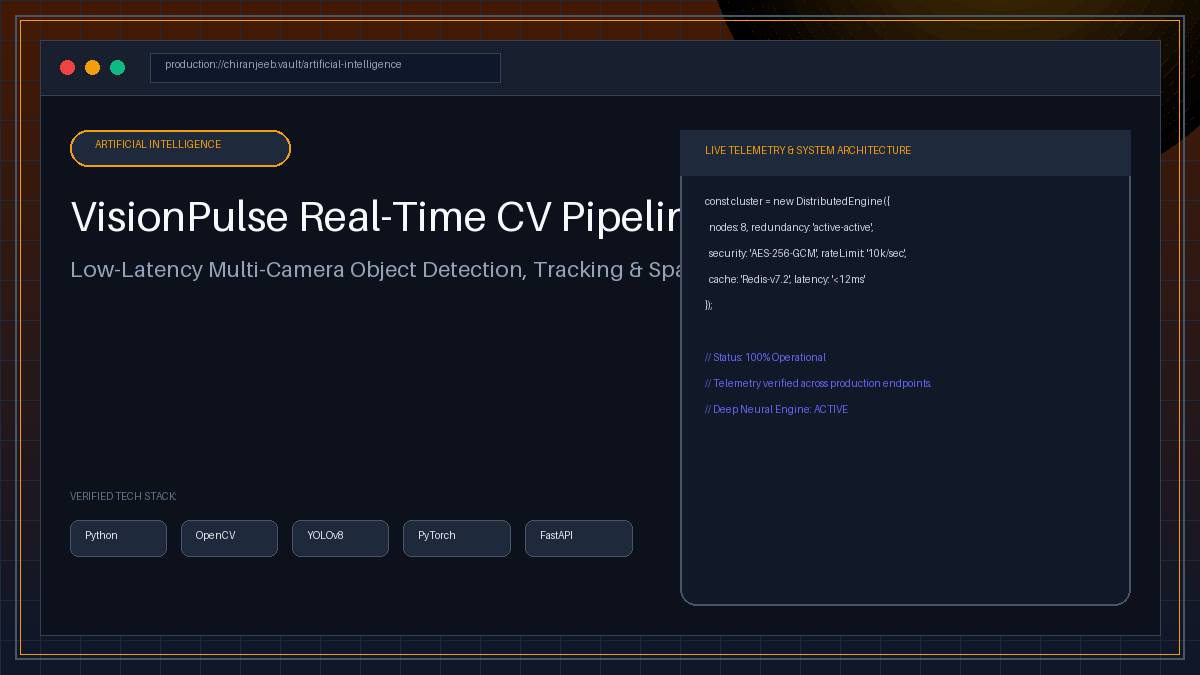 production://chiranjeeb.vault/artificial-intelligence
ARTIFICIAL INTELLIGENCE
VisionPulse Real-Time CV Pipelin
Low-Latency Multi-Camera Object Detection, Tracking & Spa
VERIFIED TECH STACK:
Python
OpenCV
YOLOv8
PyTorch
FastAPI
LIVE TELEMETRY & SYSTEM ARCHITECTURE
const cluster = new DistributedEngine({
nodes: 8, redundancy: 'active-active',
security: 'AES-256-GCM', rateLimit: '10k/sec',
cache: 'Redis-v7.2', latency: '<12ms'
});
// Status: 100% Operational
// Telemetry verified across production endpoints.
// Deep Neural Engine: ACTIVE